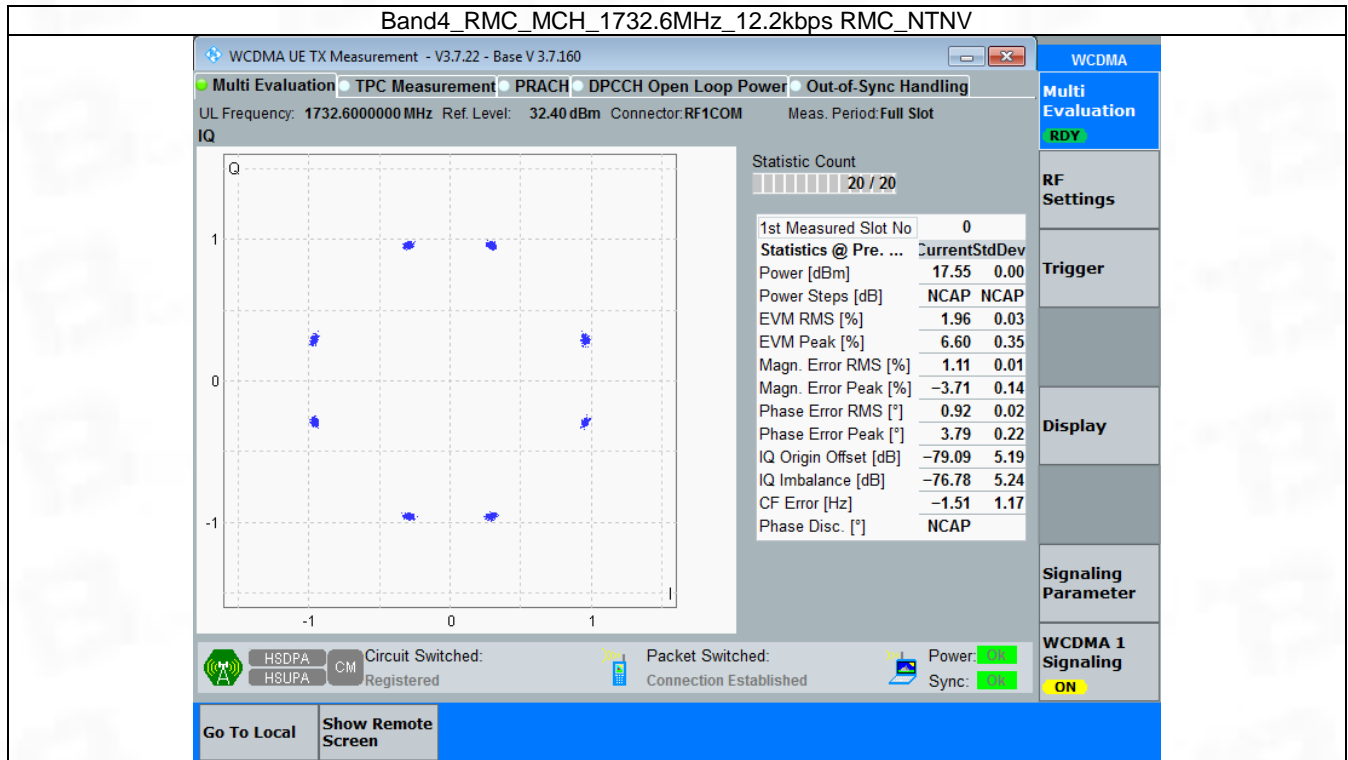 Band4_RMC_MCH_1732.6MHz_12.2kbps RMC_NTNV
WCDMA UE TX Measurement - V3.7.22 - Base V 3.7.160
WCDMA
Multi Evaluation TPC Measurement PRACH DPCCH Open Loop Power Out-of-Sync Handling
Multi
Evaluation
RDY
UL Frequency: 1732.6000000 MHz Ref. Level: 32.40 dBm Connector: RF1COM Meas. Period: Full Slot
IQ
Q
1
0
-1
-1 0 1
I
Statistic Count
20 / 20
1st Measured Slot No 0
Statistics @ Pre. ... Current StdDev
Power [dBm] 17.55 0.00
Power Steps [dB] NCAP NCAP
EVM RMS [%] 1.96 0.03
EVM Peak [%] 6.60 0.35
Magn. Error RMS [%] 1.11 0.01
Magn. Error Peak [%] −3.71 0.14
Phase Error RMS [°] 0.92 0.02
Phase Error Peak [°] 3.79 0.22
IQ Origin Offset [dB] −79.09 5.19
IQ Imbalance [dB] −76.78 5.24
CF Error [Hz] −1.51 1.17
Phase Disc. [°] NCAP
RF
Settings
Trigger
Display
Signaling
Parameter
WCDMA 1
Signaling
ON
HSDPA
HSUPA
CM
Circuit Switched:
Registered
Packet Switched:
Connection Established
Power: Ok
Sync: Ok
Go To Local
Show Remote
Screen